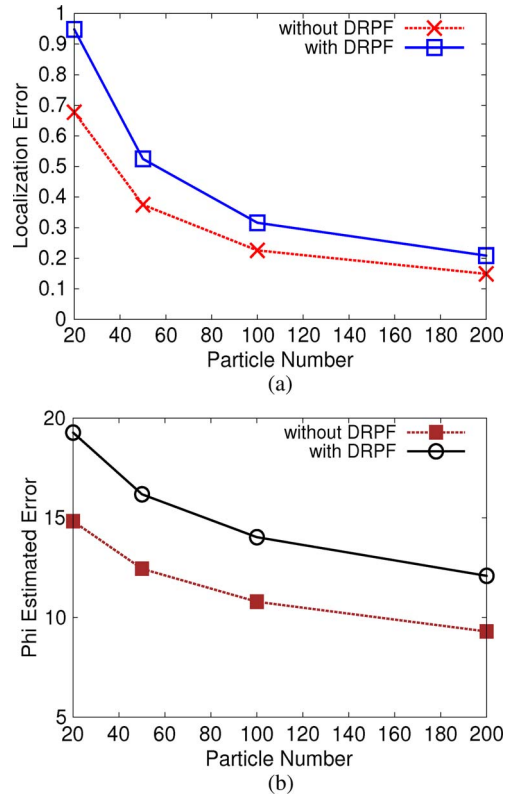 1
0.9
0.8
0.7
0.6
0.5
0.4
0.3
0.2
0.1
0
Localization Error
without DRPF
with DRPF
20 40 60 80 100 120 140 160 180 200
Particle Number
(a)
20
15
10
5
Phi Estimated Error
without DRPF
with DRPF
20 40 60 80 100 120 140 160 180 200
Particle Number
(b)